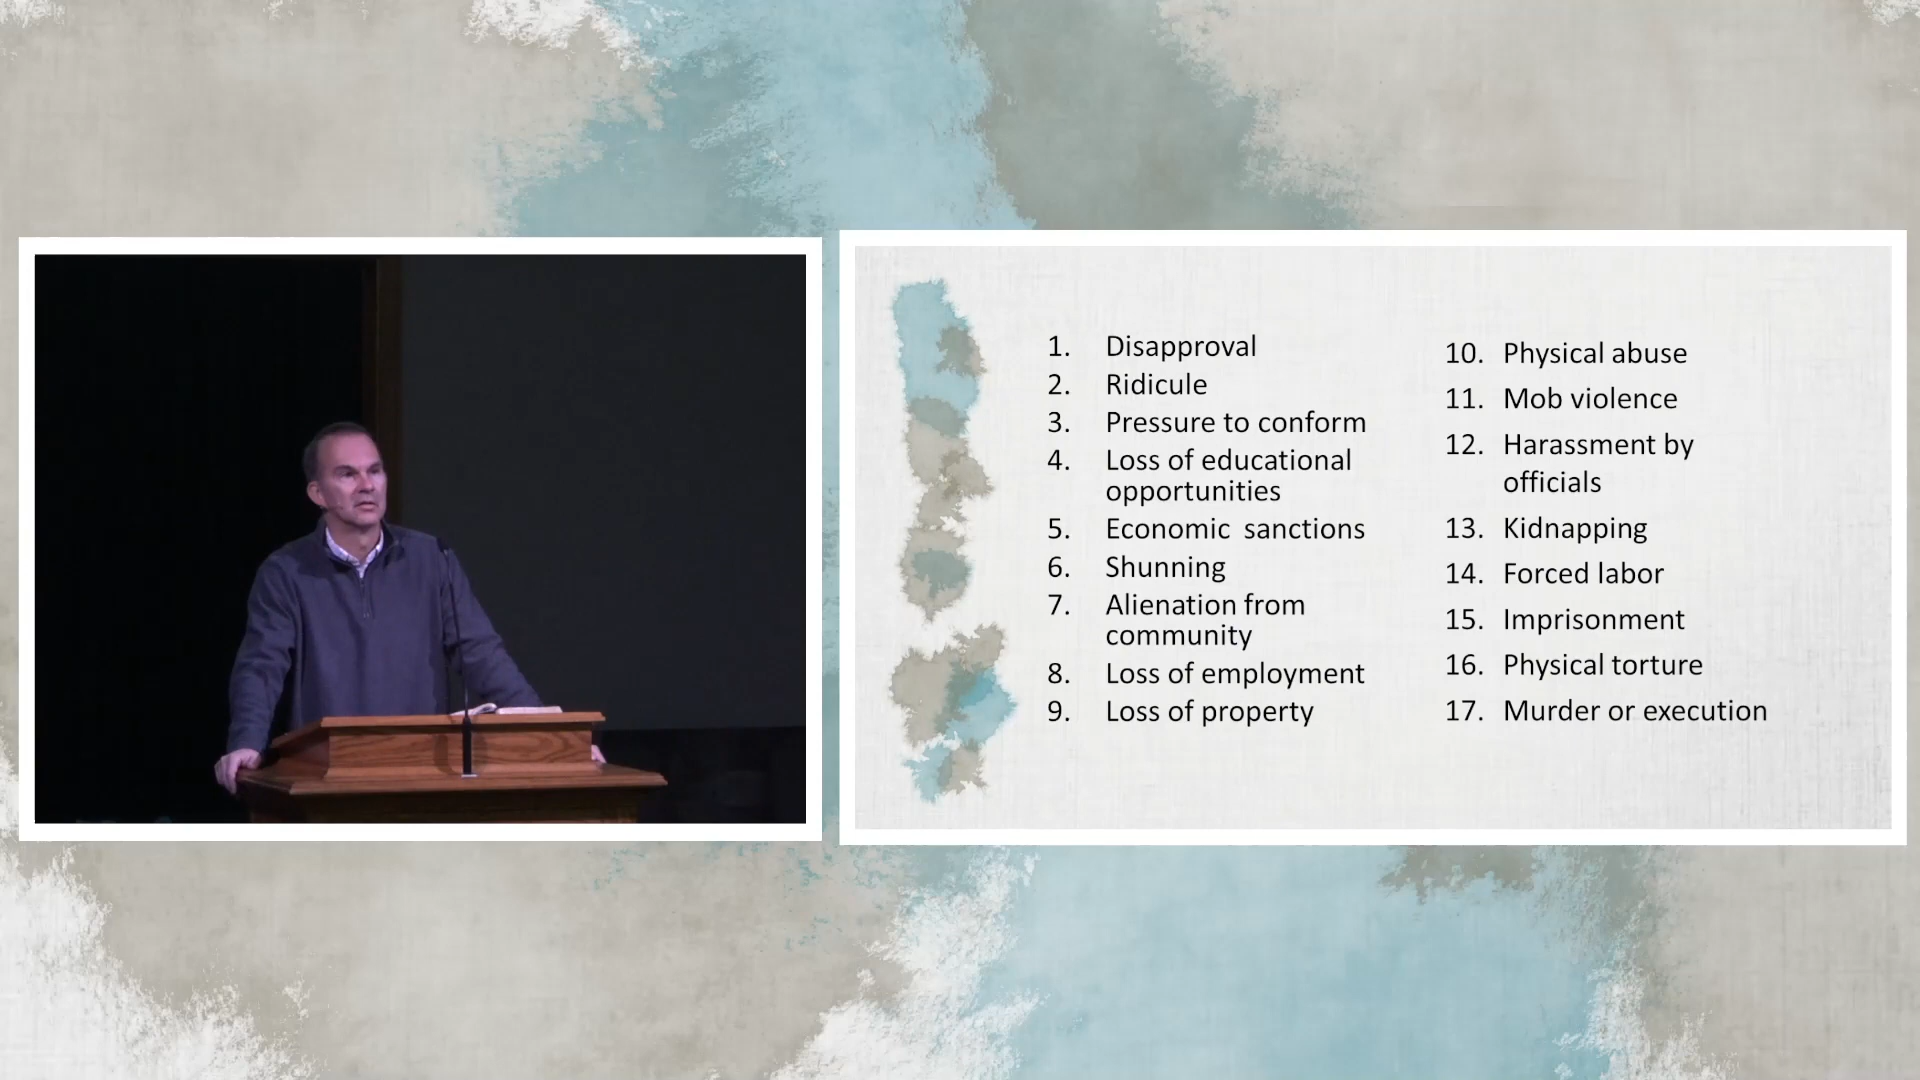 1. Disapproval
2. Ridicule
3. Pressure to conform
4. Loss of educational
opportunities
5. Economic  sanctions
6. Shunning
7. Alienation from
community
8. Loss of employment
9. Loss of property
10. Physical abuse
11. Mob violence
12. Harassment by
officials
13. Kidnapping
14. Forced labor
15. Imprisonment
16. Physical torture
17. Murder or execution